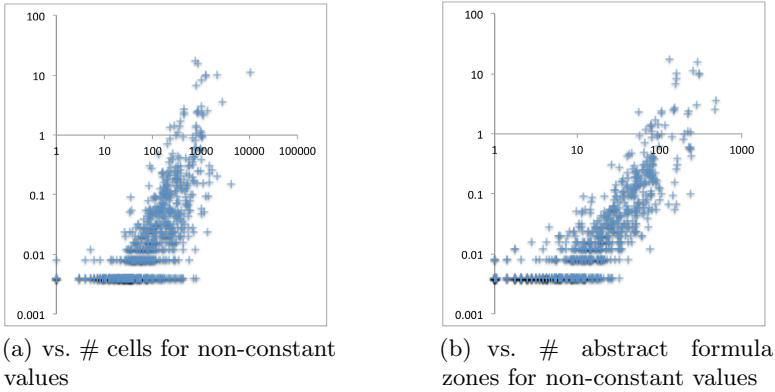 100
10
1
0.1
0.01
0.001
1 10 100 1000 10000 100000
(a) vs. # cells for non-constant
values
100
10
1
0.1
0.01
0.001
1 10 100 1000
(b) vs. # abstract formula
zones for non-constant values